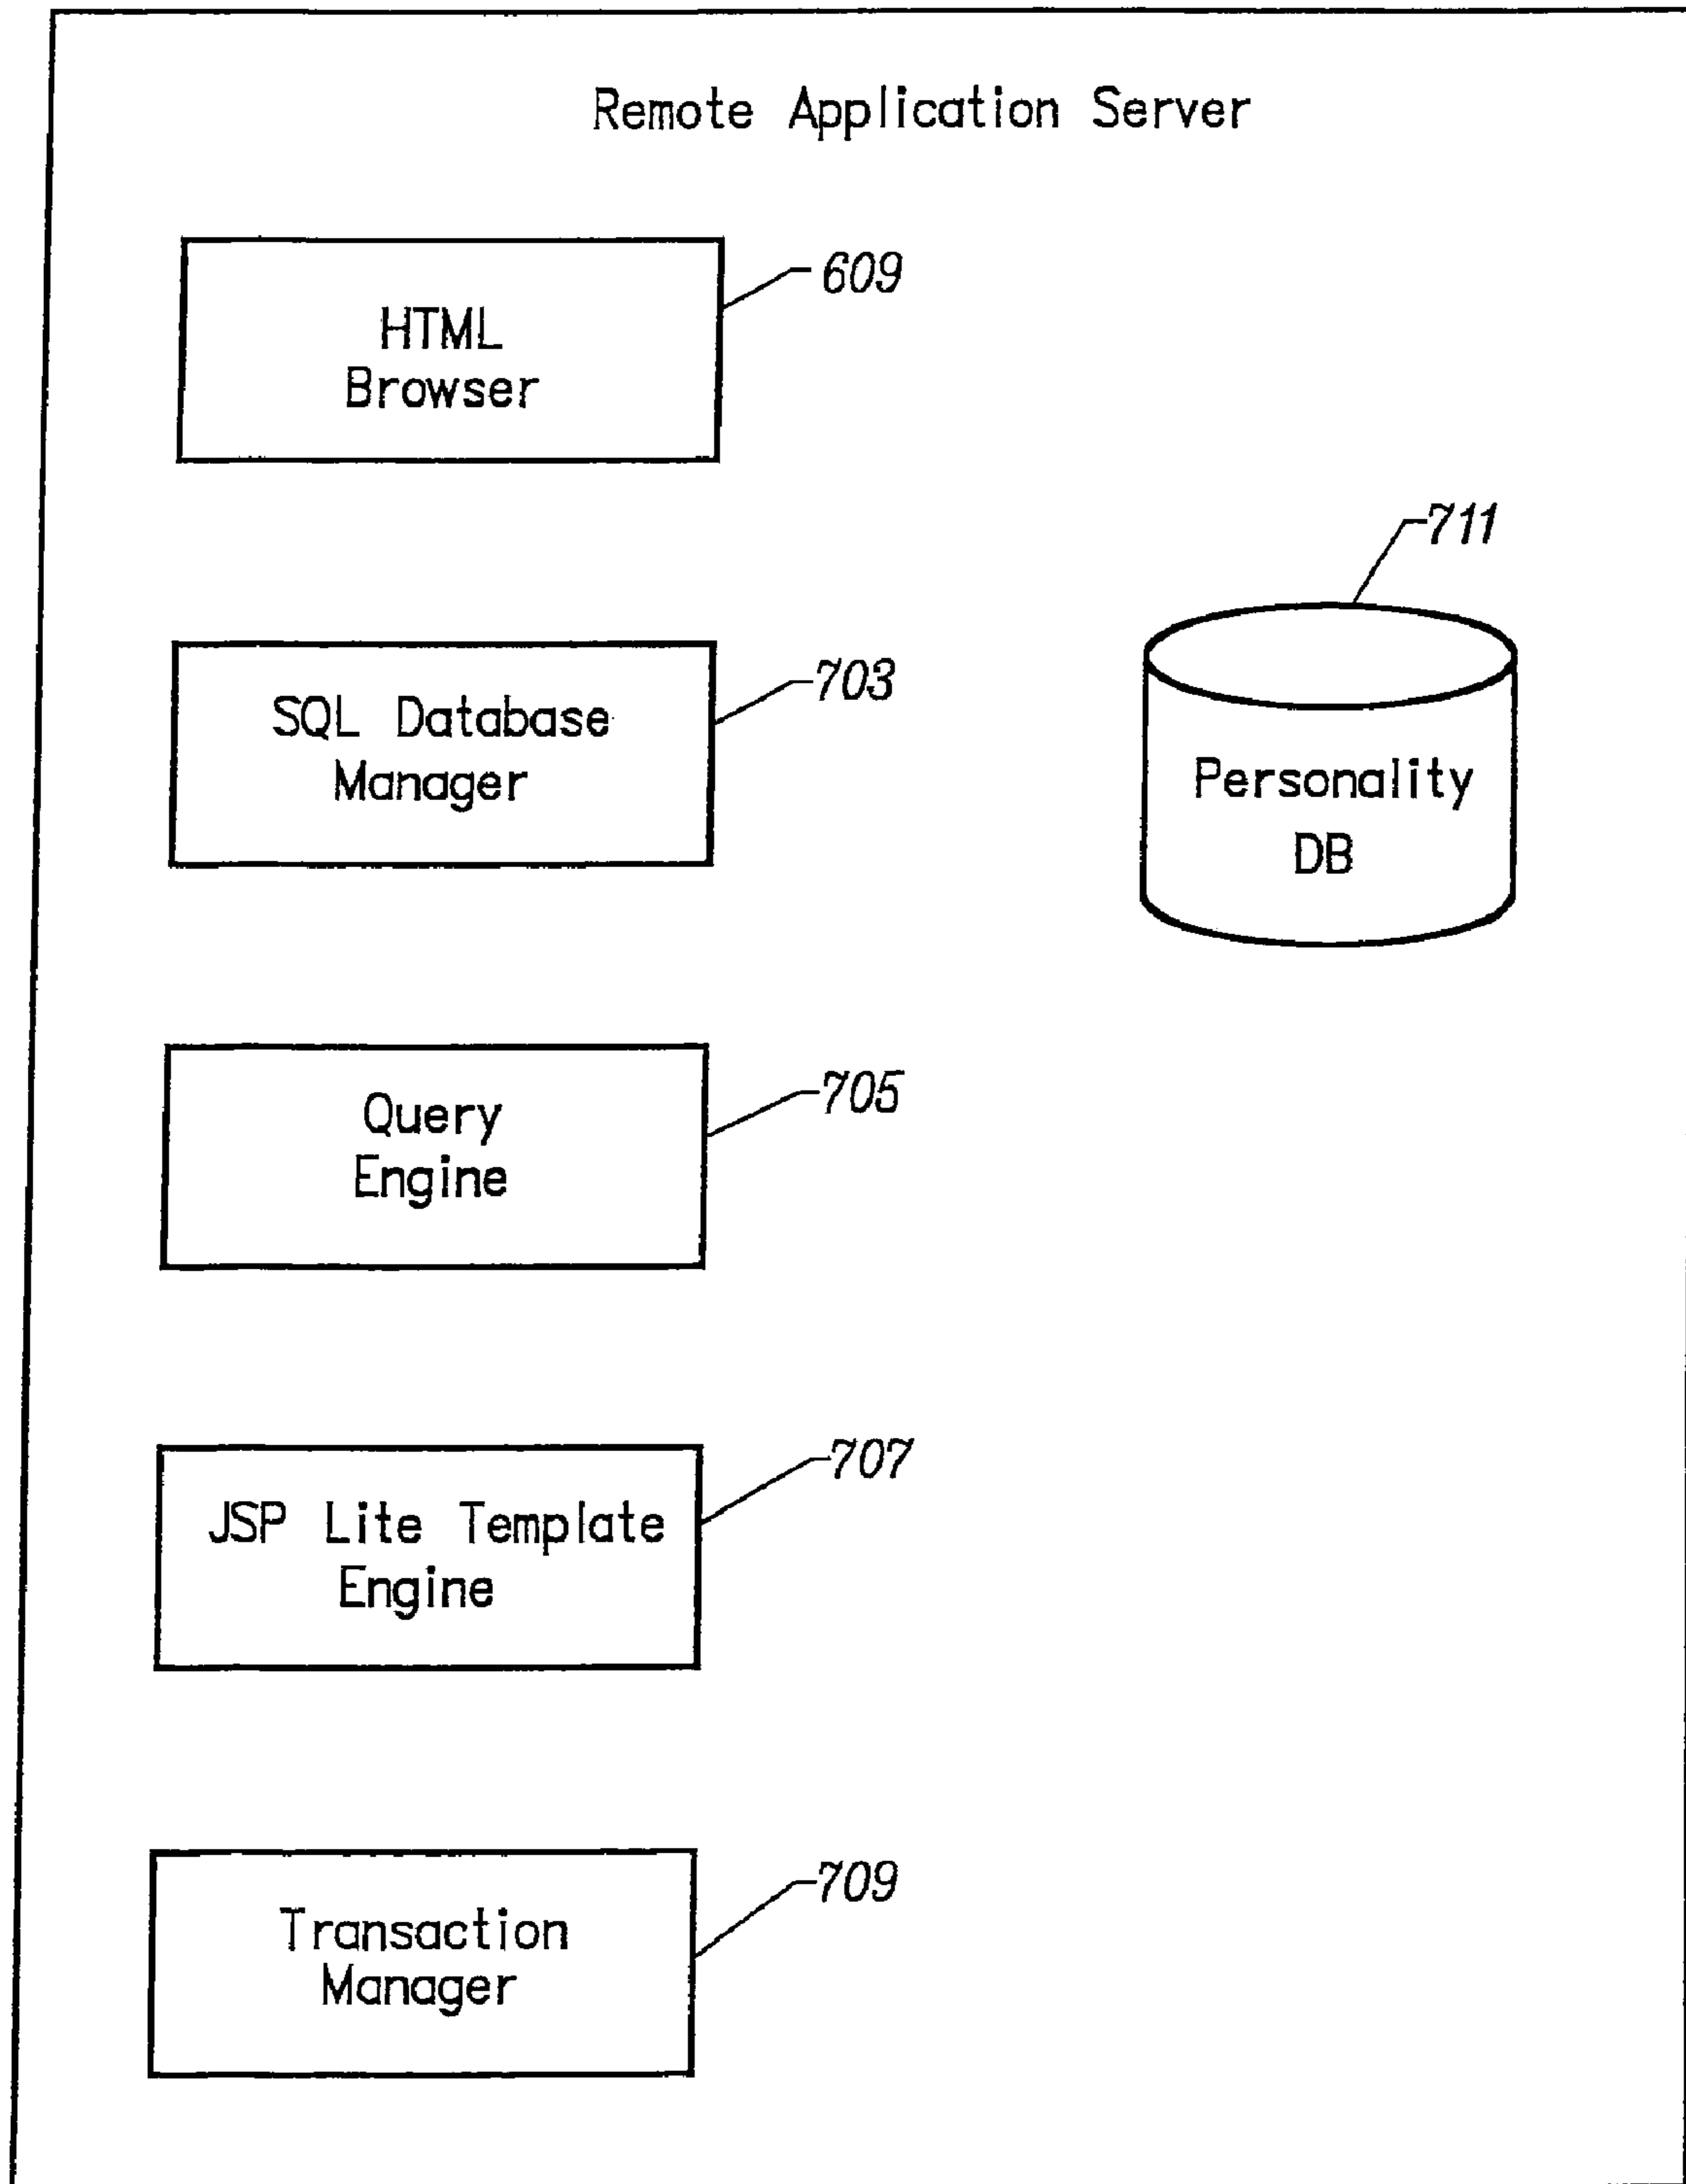 Remote Application Server
609
HTML
Browser
711
703
SQL Database
Manager
Personality
DB
705
Query
Engine
707
JSP Lite Template
Engine
709
Transaction
Manager